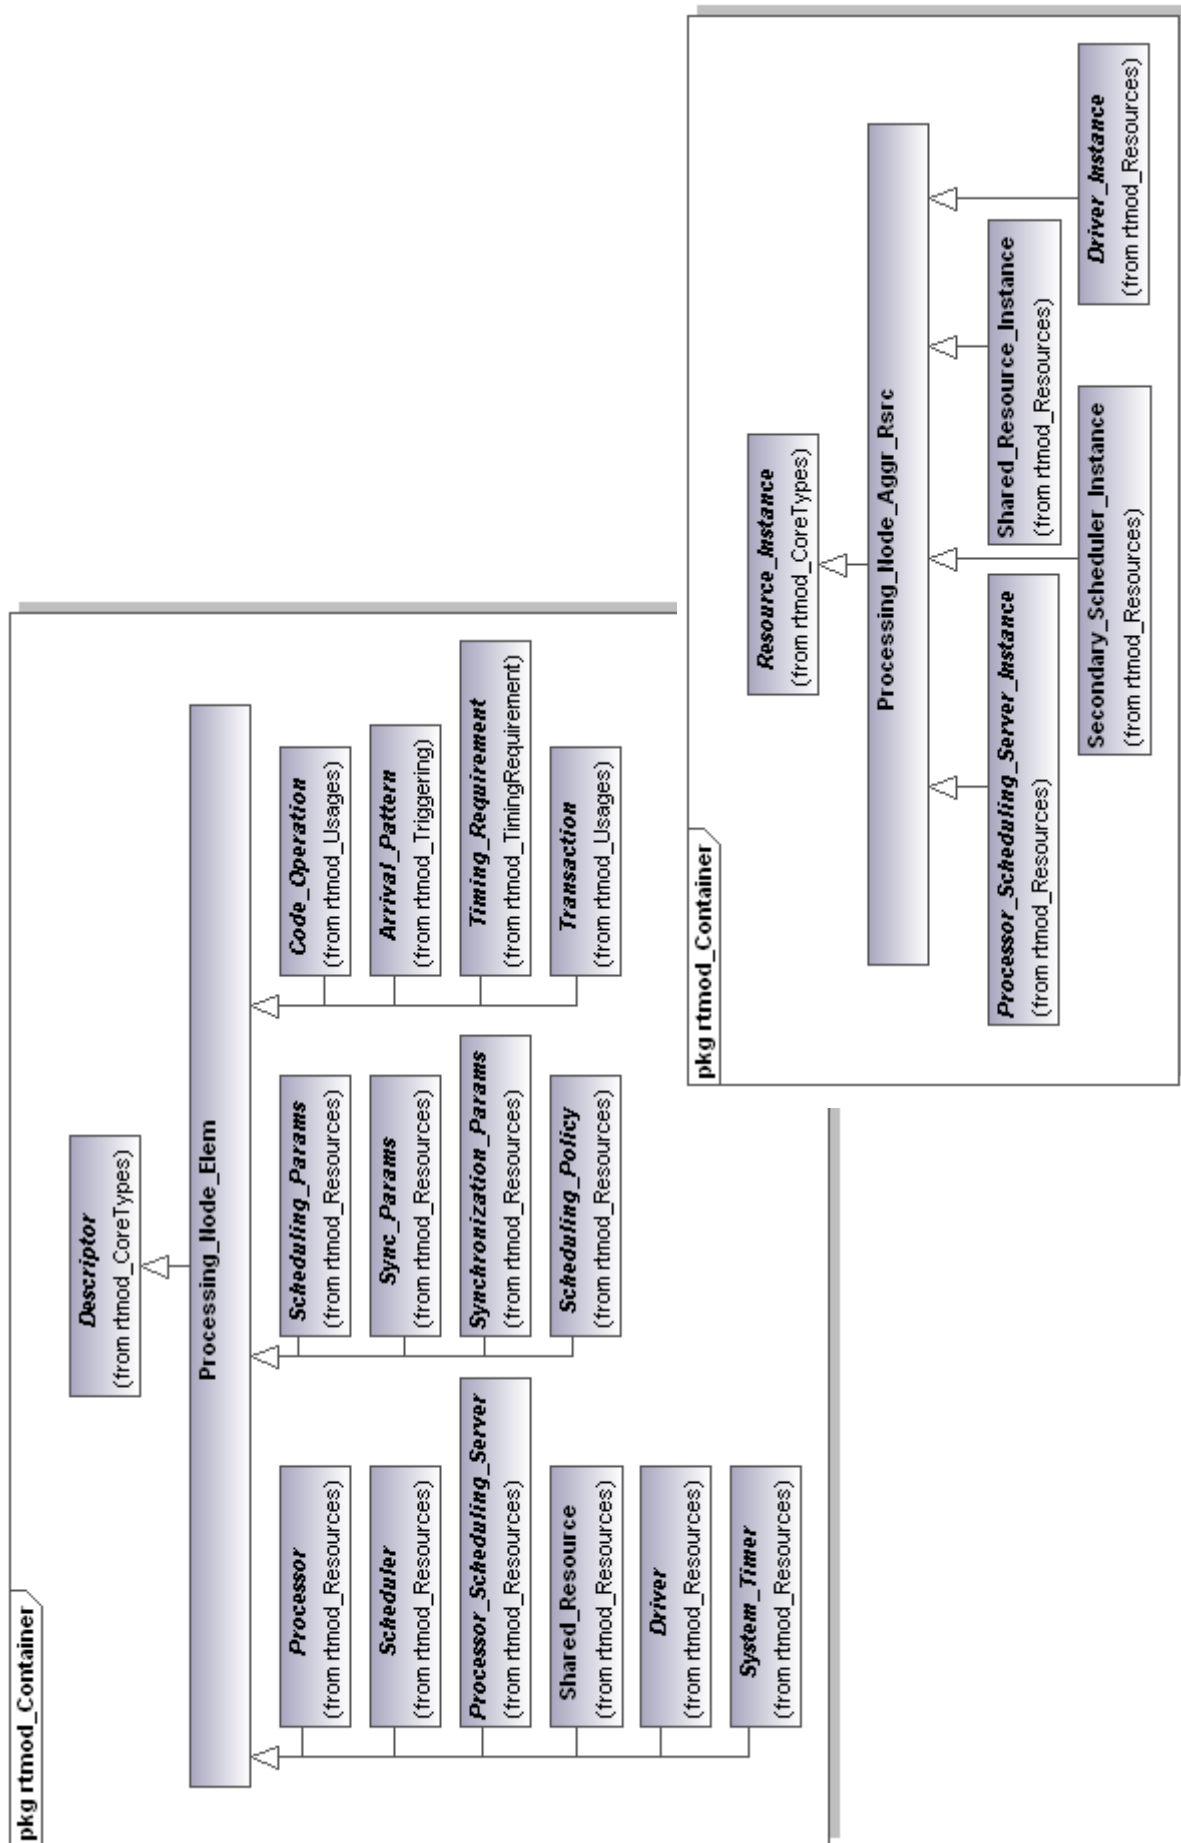 pkg rtmod_Container
Descriptor
(from rtmod_CoreTypes)
Processing_Node_Elem
Processor
(from rtmod_Resources)
Scheduler
(from rtmod_Resources)
Processor_Scheduling_Server
(from rtmod_Resources)
Shared_Resource
(from rtmod_Resources)
Driver
(from rtmod_Resources)
System_Timer
(from rtmod_Resources)
Scheduling_Params
(from rtmod_Resources)
Sync_Params
(from rtmod_Resources)
Synchronization_Params
(from rtmod_Resources)
Scheduling_Policy
(from rtmod_Resources)
Code_Operation
(from rtmod_Usages)
Arrival_Pattern
(from rtmod_Triggering)
Timing_Requirement
(from rtmod_TimingRequirement)
Transaction
(from rtmod_Usages)
pkg rtmod_Container
Resource_Instance
(from rtmod_CoreTypes)
Processing_Node_Aggr_Rsrc
Processor_Scheduling_Server_Instance
(from rtmod_Resources)
Secondary_Scheduler_Instance
(from rtmod_Resources)
Shared_Resource_Instance
(from rtmod_Resources)
Driver_Instance
(from rtmod_Resources)